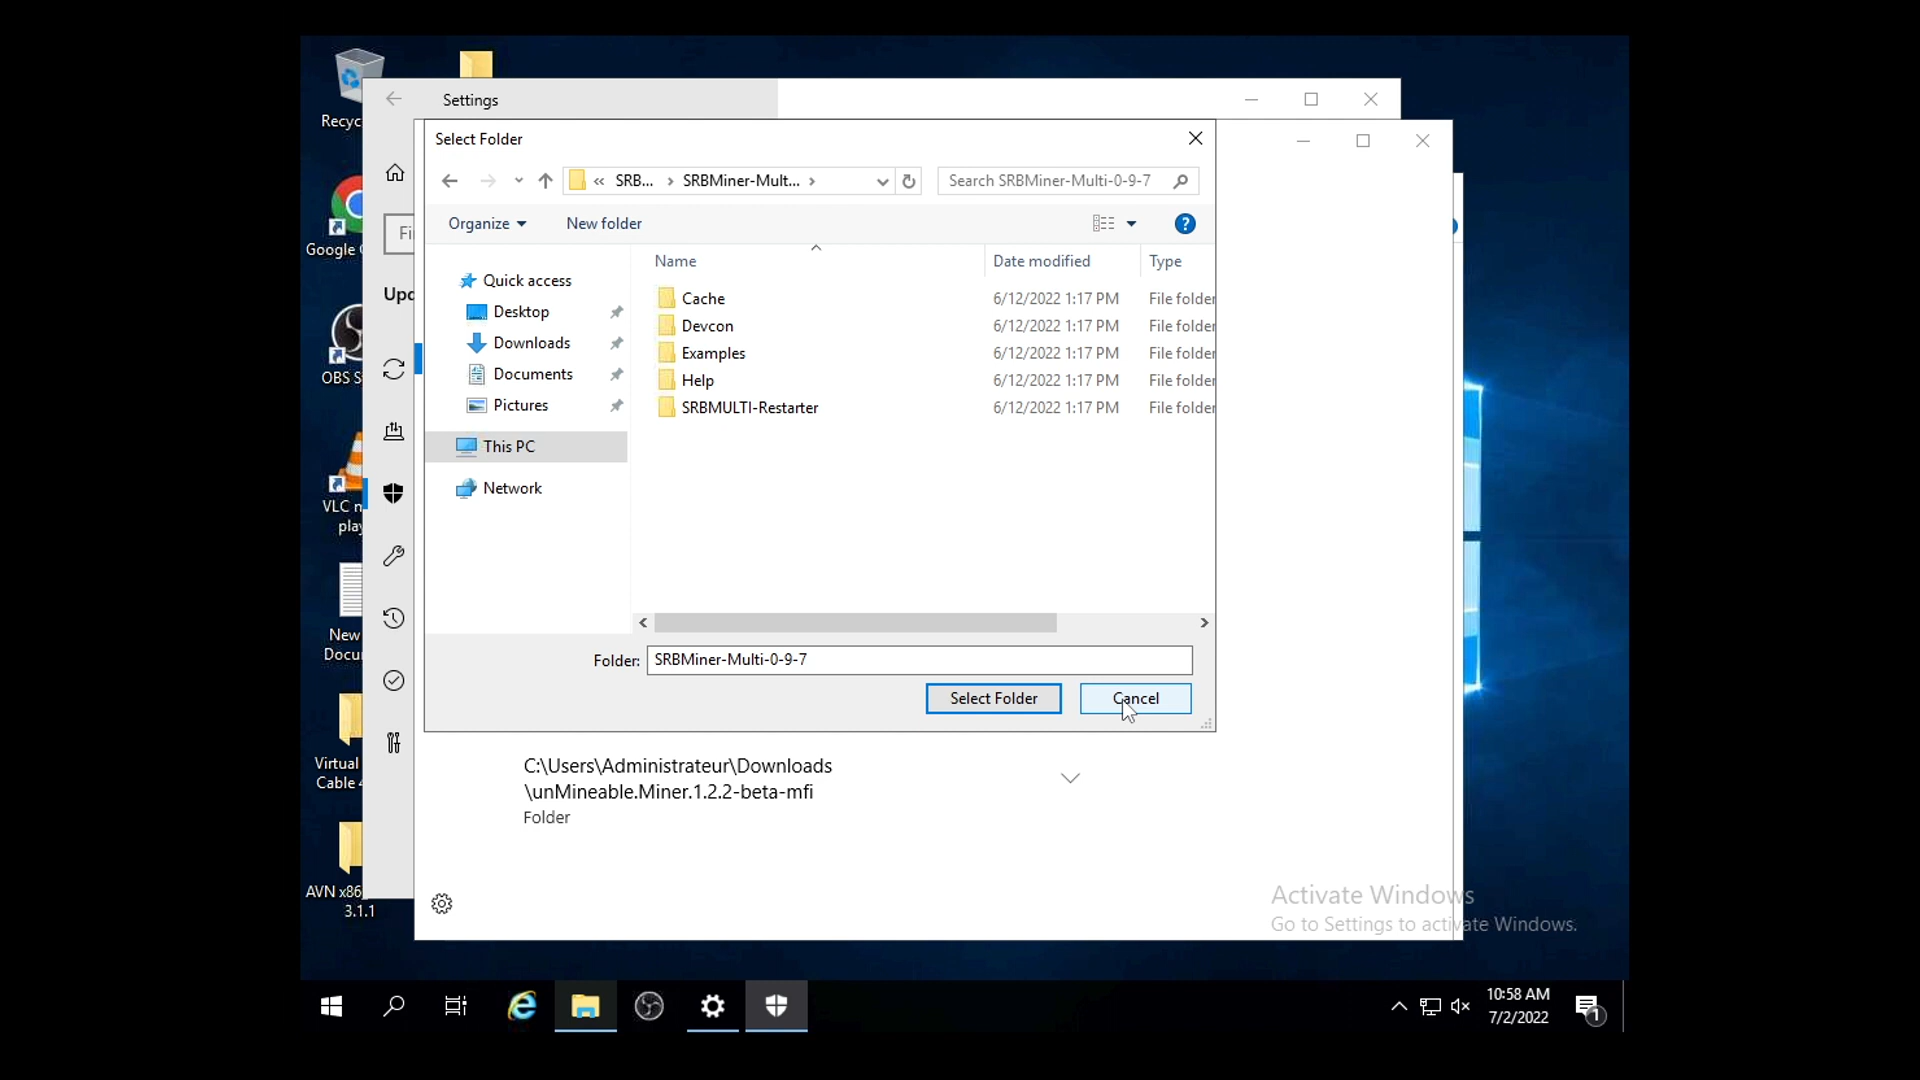 Recyc
Google
OBS S
VLC m
play
New
Docu
Virtual
Cable 4
AVN x86
3.1.1
Settings
Fi
Upd
Select Folder
« SRB... > SRBMiner-Mult... >
Search SRBMiner-Multi-0-9-7
Organize
New folder
?
Name
Date modified
Type
Quick access
Desktop
Downloads
Documents
Pictures
This PC
Network
Cache 6/12/2022 1:17 PM File folder
Devcon 6/12/2022 1:17 PM File folder
Examples 6/12/2022 1:17 PM File folder
Help 6/12/2022 1:17 PM File folder
SRBMULTI-Restarter 6/12/2022 1:17 PM File folder
Folder: SRBMiner-Multi-0-9-7
Select Folder
Cancel
C:\Users\Administrateur\Downloads
\unMineable.Miner.1.2.2-beta-mfi
Folder
Activate Windows
Go to Settings to activate Windows.
10:58 AM
7/2/2022
1